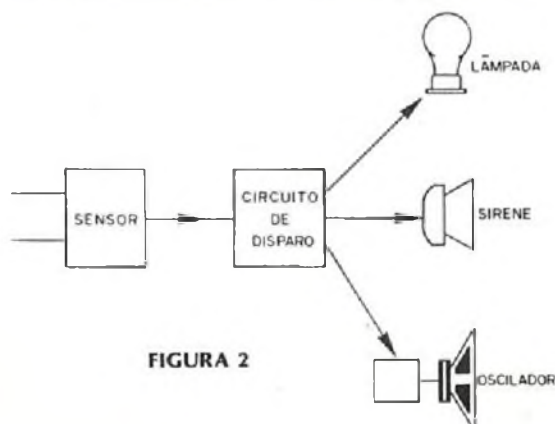 LÂMPADA
SENSOR
CIRCUITO
DE
DISPARO
SIRENE
FIGURA 2
OSCILADOR